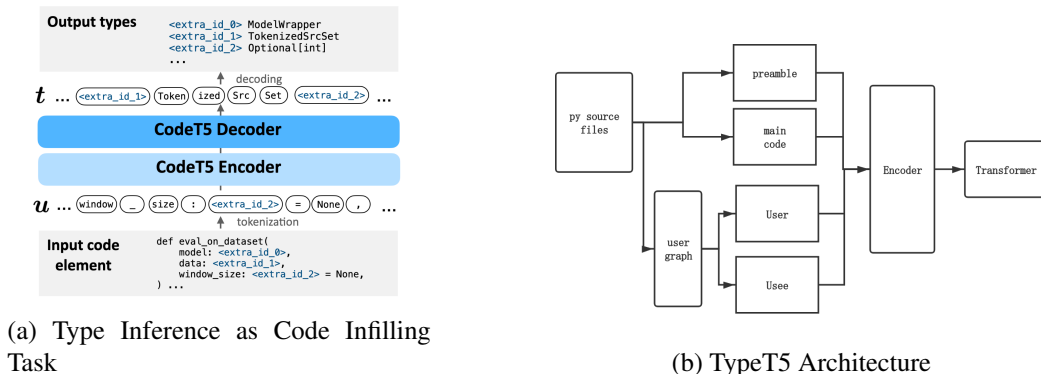 Output types
<extra_id_0> ModelWrapper
<extra_id_1> TokenizedSrcSet
<extra_id_2> Optional[int]
...
decoding
t ... <extra_id_1> Token ized Src Set <extra_id_2> ...
CodeT5 Decoder
CodeT5 Encoder
u ... window _ size : <extra_id_2> = None , ...
tokenization
Input code
element
def eval_on_dataset(
model: <extra_id_0>,
data: <extra_id_1>,
window_size: <extra_id_2> = None,
) ...
(a) Type Inference as Code Infilling
Task
py source
files
preamble
main
code
user
graph
User
Usee
Encoder
Transformer
(b) TypeT5 Architecture